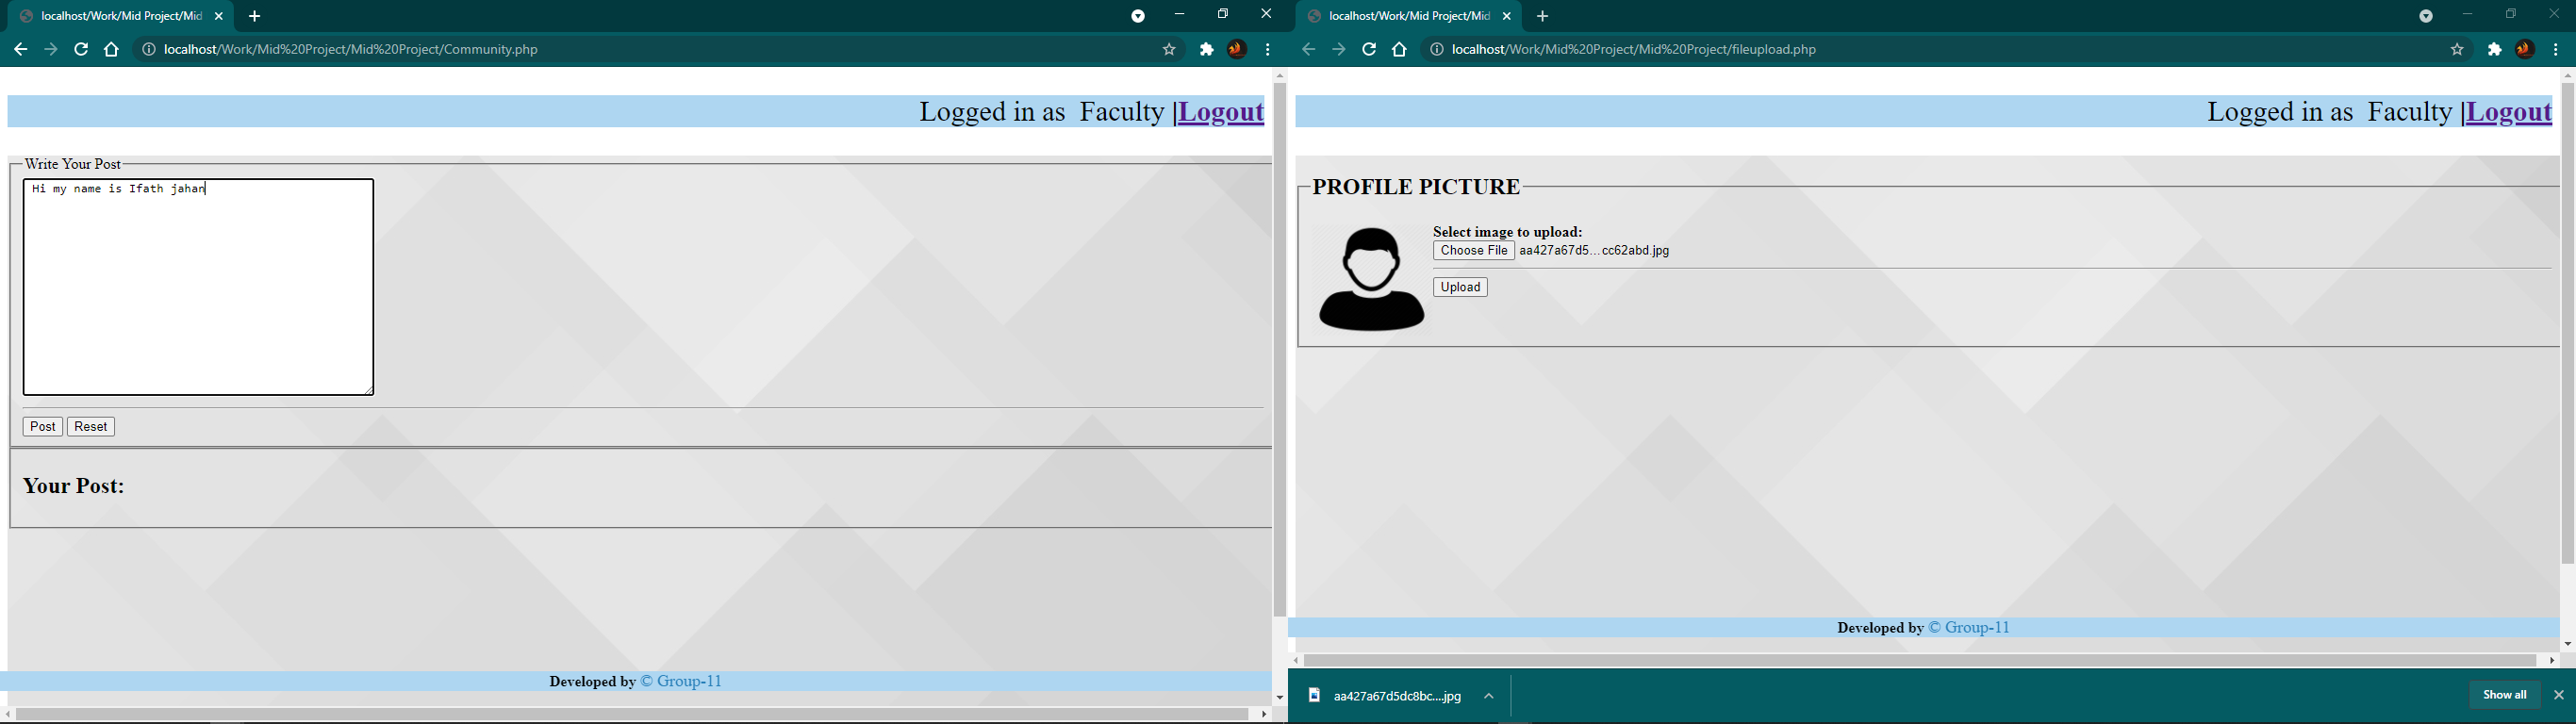 localhost/Work/Mid Project/Mid
localhost/Work/Mid%20Project/Mid%20Project/Community.php
Logged in as  Faculty |Logout
Write Your Post
Hi my name is Ifath jahan
Post Reset
Your Post:
Developed by © Group-11
localhost/Work/Mid Project/Mid
localhost/Work/Mid%20Project/Mid%20Project/fileupload.php
Logged in as  Faculty |Logout
PROFILE PICTURE
Select image to upload:
Choose File aa427a67d5...cc62abd.jpg
Upload
Developed by © Group-11
aa427a67d5dc8bc....jpg
Show all